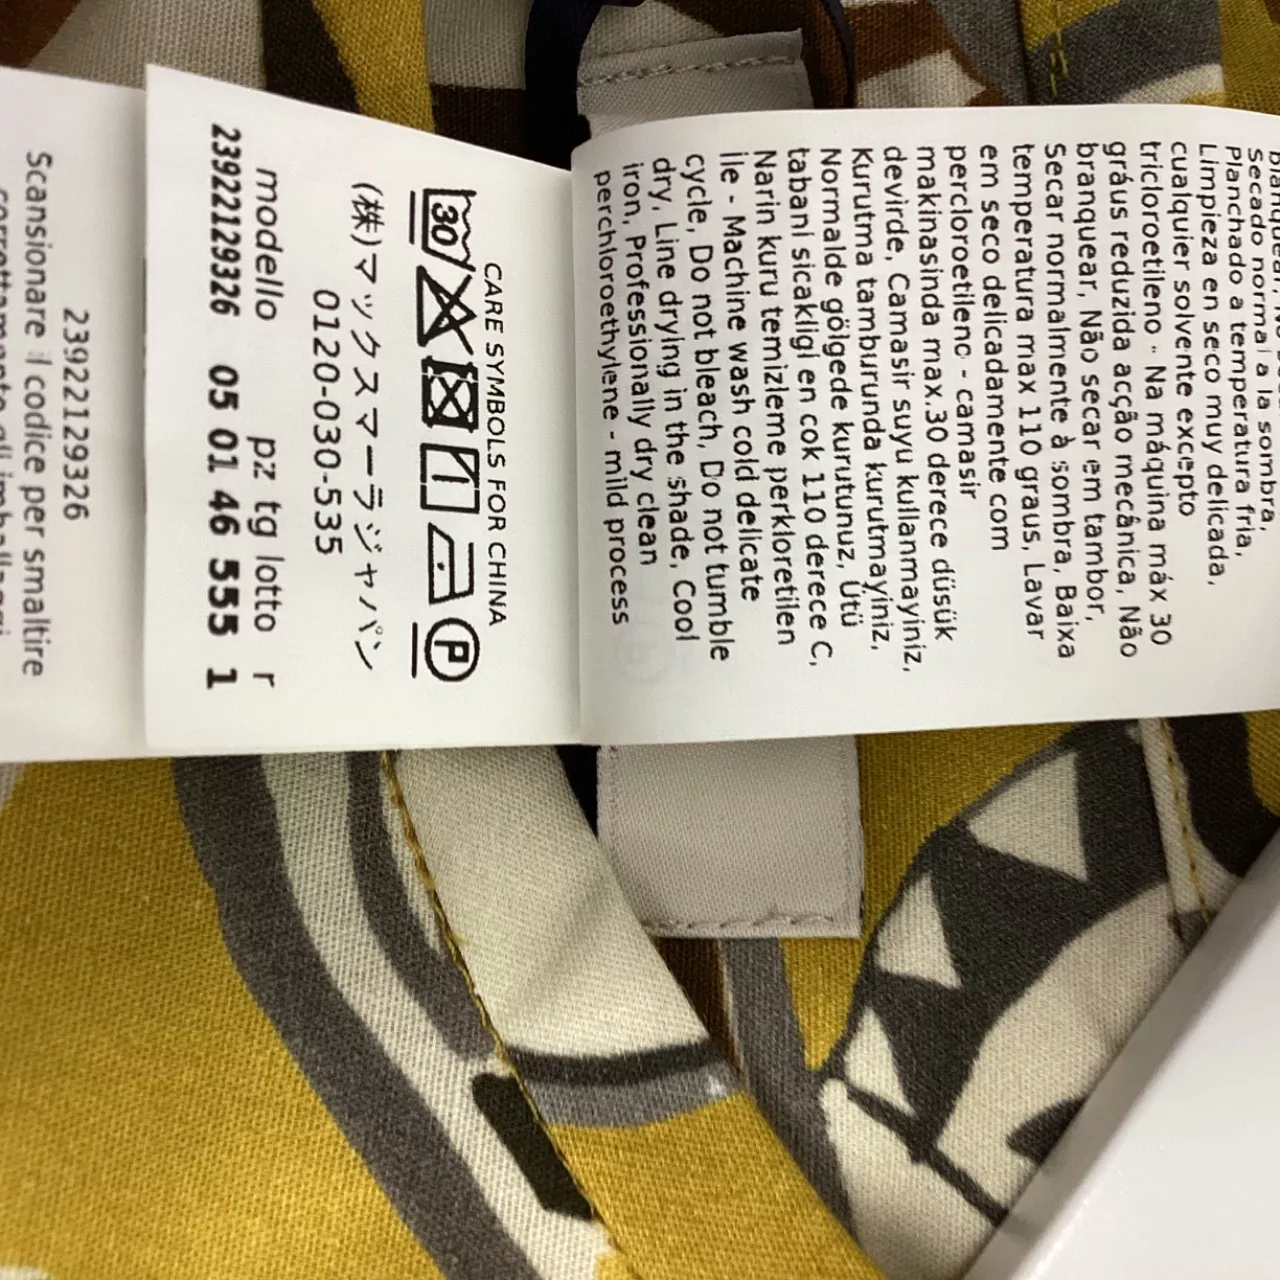 blanquear, No
Secado normal a la sombra,
Planchado a temperatura fria,
Limpieza en seco muy delicada,
cualquier solvente excepto
tricloroetileno - Na máquina máx 30
gráus reduzida acção mecânica, Não
branquear, Não secar em tambor,
Secar normalmente à sombra, Baixa
temperatura max 110 graus, Lavar
em seco delicadamente com
percloroetilenc - camasir
makinasinda max.30 derece düsük
devirde, Camasir suyu kullanmayiniz,
Kurutma tamburunda kurutmayiniz,
Normalde gölgede kurutunuz, Ütü
tabani sicakligi en cok 110 derece C,
Narin kuru temizleme perkloretilen
ile - Machine wash cold delicate
cycle, Do not bleach, Do not tumble
dry, Line drying in the shade, Cool
iron, Professionally dry clean
perchloroethylene - mild process
CARE SYMBOLS FOR CHINA
30
P
(株)マックスマーラジャパン
0120-030-535
modello pz tg lotto r
23922129326 05 01 46 555 1
23922129326
Scansionare il codice per smaltire
correttamente gli imballaggi